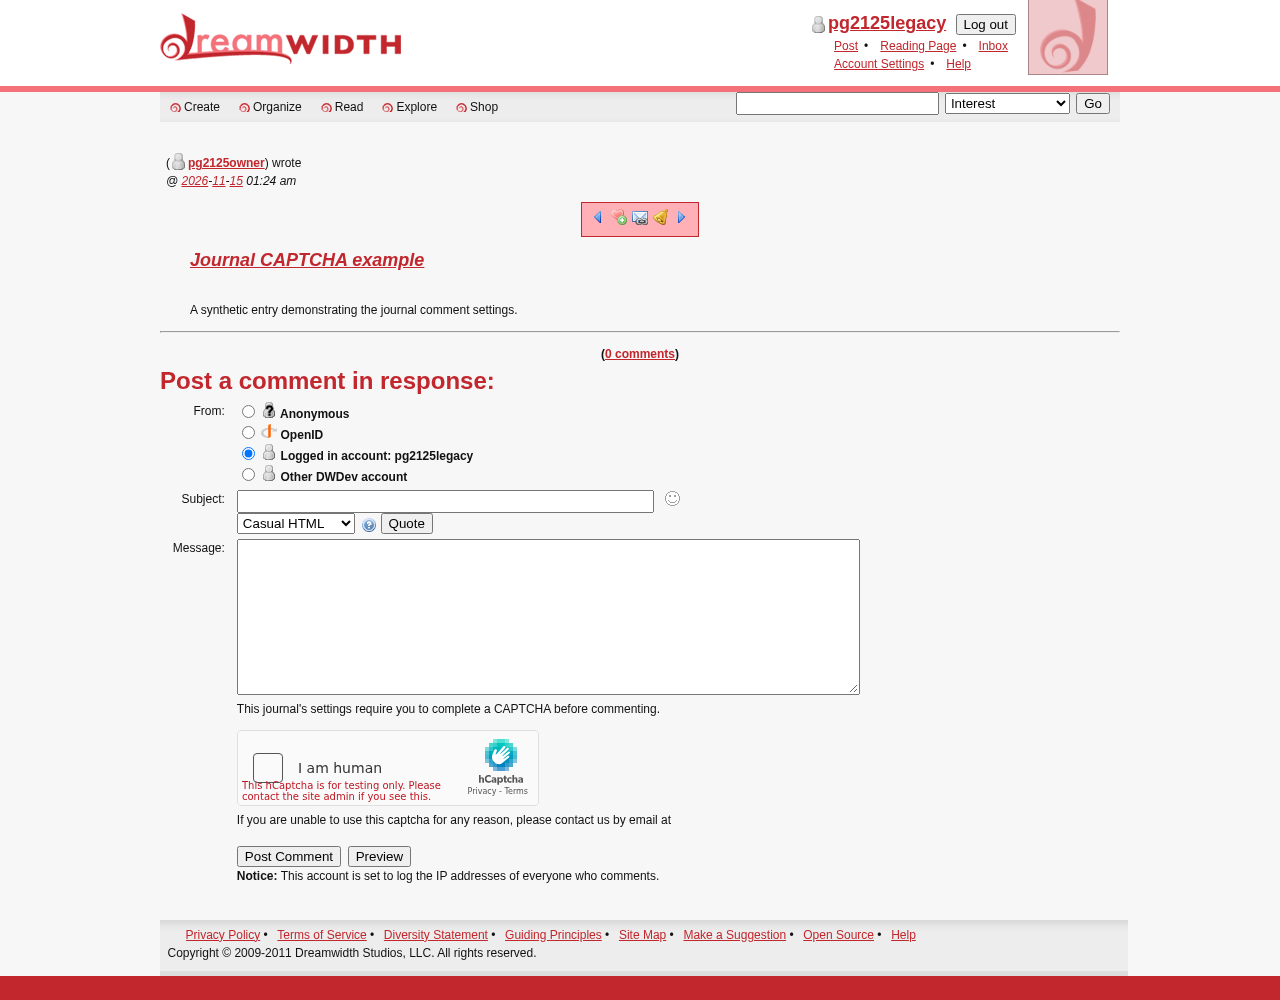 dreamWIDTH
pg2125legacy Log out
Post • Reading Page • Inbox
Account Settings • Help
Create Organize Read Explore Shop Interest Go
(pg2125owner) wrote
@ 2026-11-15 01:24 am
Journal CAPTCHA example
A synthetic entry demonstrating the journal comment settings.
(0 comments)
Post a comment in response:
From: Anonymous
OpenID
Logged in account: pg2125legacy
Other DWDev account
Subject:
Casual HTML Quote
Message:
This journal's settings require you to complete a CAPTCHA before commenting.
I am human
hCaptcha
This hCaptcha is for testing only. Please
contact the site admin if you see this.
Privacy - Terms
If you are unable to use this captcha for any reason, please contact us by email at
Post Comment Preview
Notice: This account is set to log the IP addresses of everyone who comments.
Privacy Policy • Terms of Service • Diversity Statement • Guiding Principles • Site Map • Make a Suggestion • Open Source • Help
Copyright © 2009-2011 Dreamwidth Studios, LLC. All rights reserved.